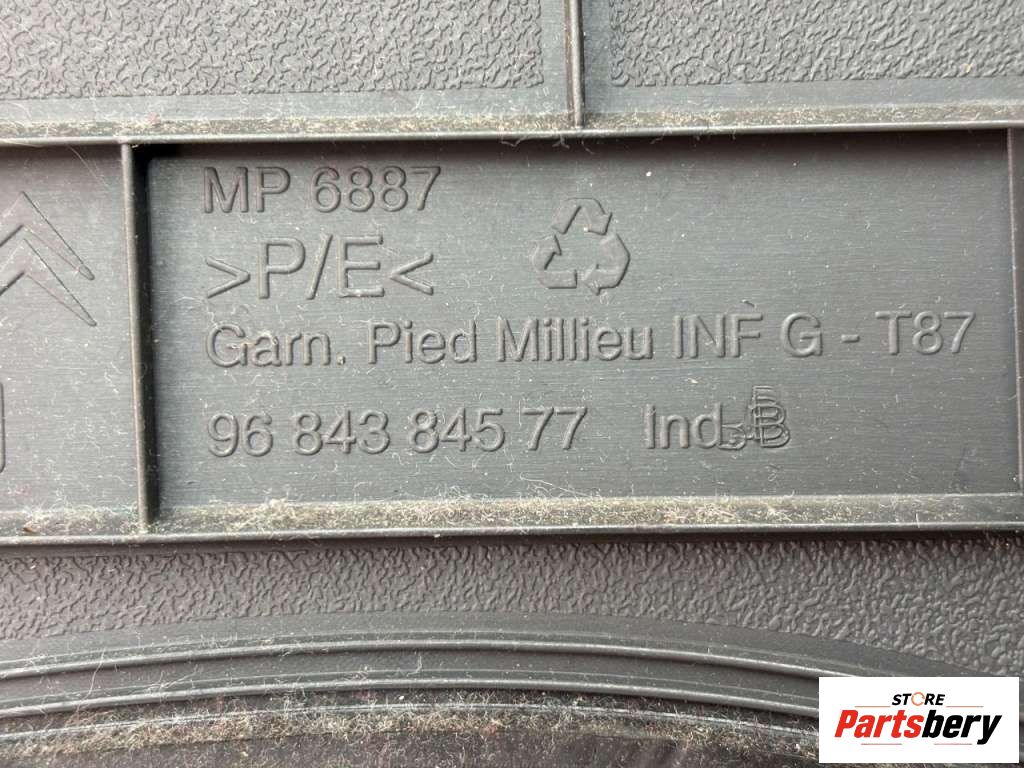 MP 6887
>P/E<
Garn. Pied Millieu INF G - T87
96 843 845 77 Ind. B
STORE
Partsbery